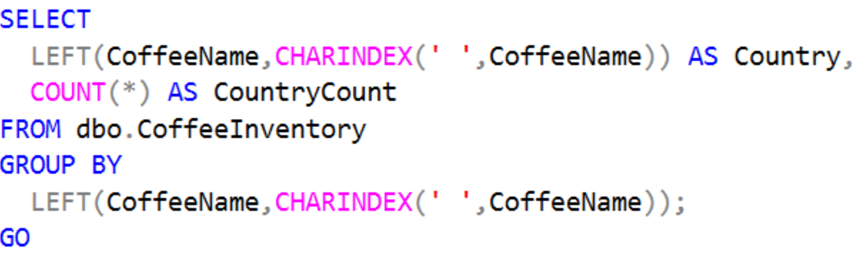 SELECT
  LEFT(CoffeeName,CHARINDEX(' ',CoffeeName)) AS Country,
  COUNT(*) AS CountryCount
FROM dbo.CoffeeInventory
GROUP BY
  LEFT(CoffeeName,CHARINDEX(' ',CoffeeName));
GO